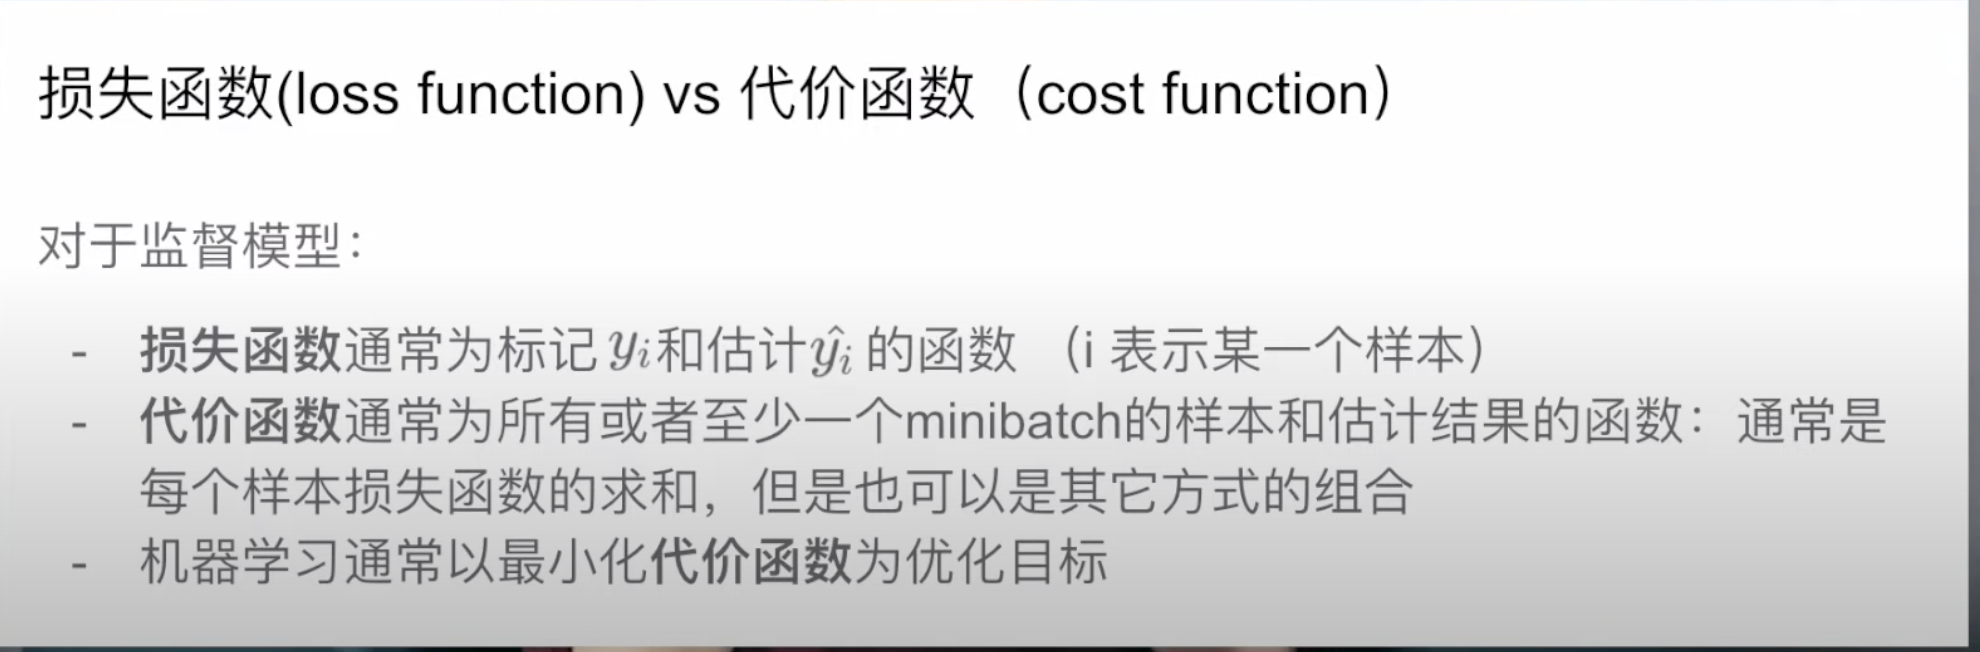 损失函数(loss function) vs 代价函数（cost function）
对于监督模型：
- 损失函数通常为标记 yᵢ和估计ŷᵢ 的函数 （i 表示某一个样本）
- 代价函数通常为所有或者至少一个minibatch的样本和估计结果的函数：通常是
每个样本损失函数的求和，但是也可以是其它方式的组合
- 机器学习通常以最小化代价函数为优化目标